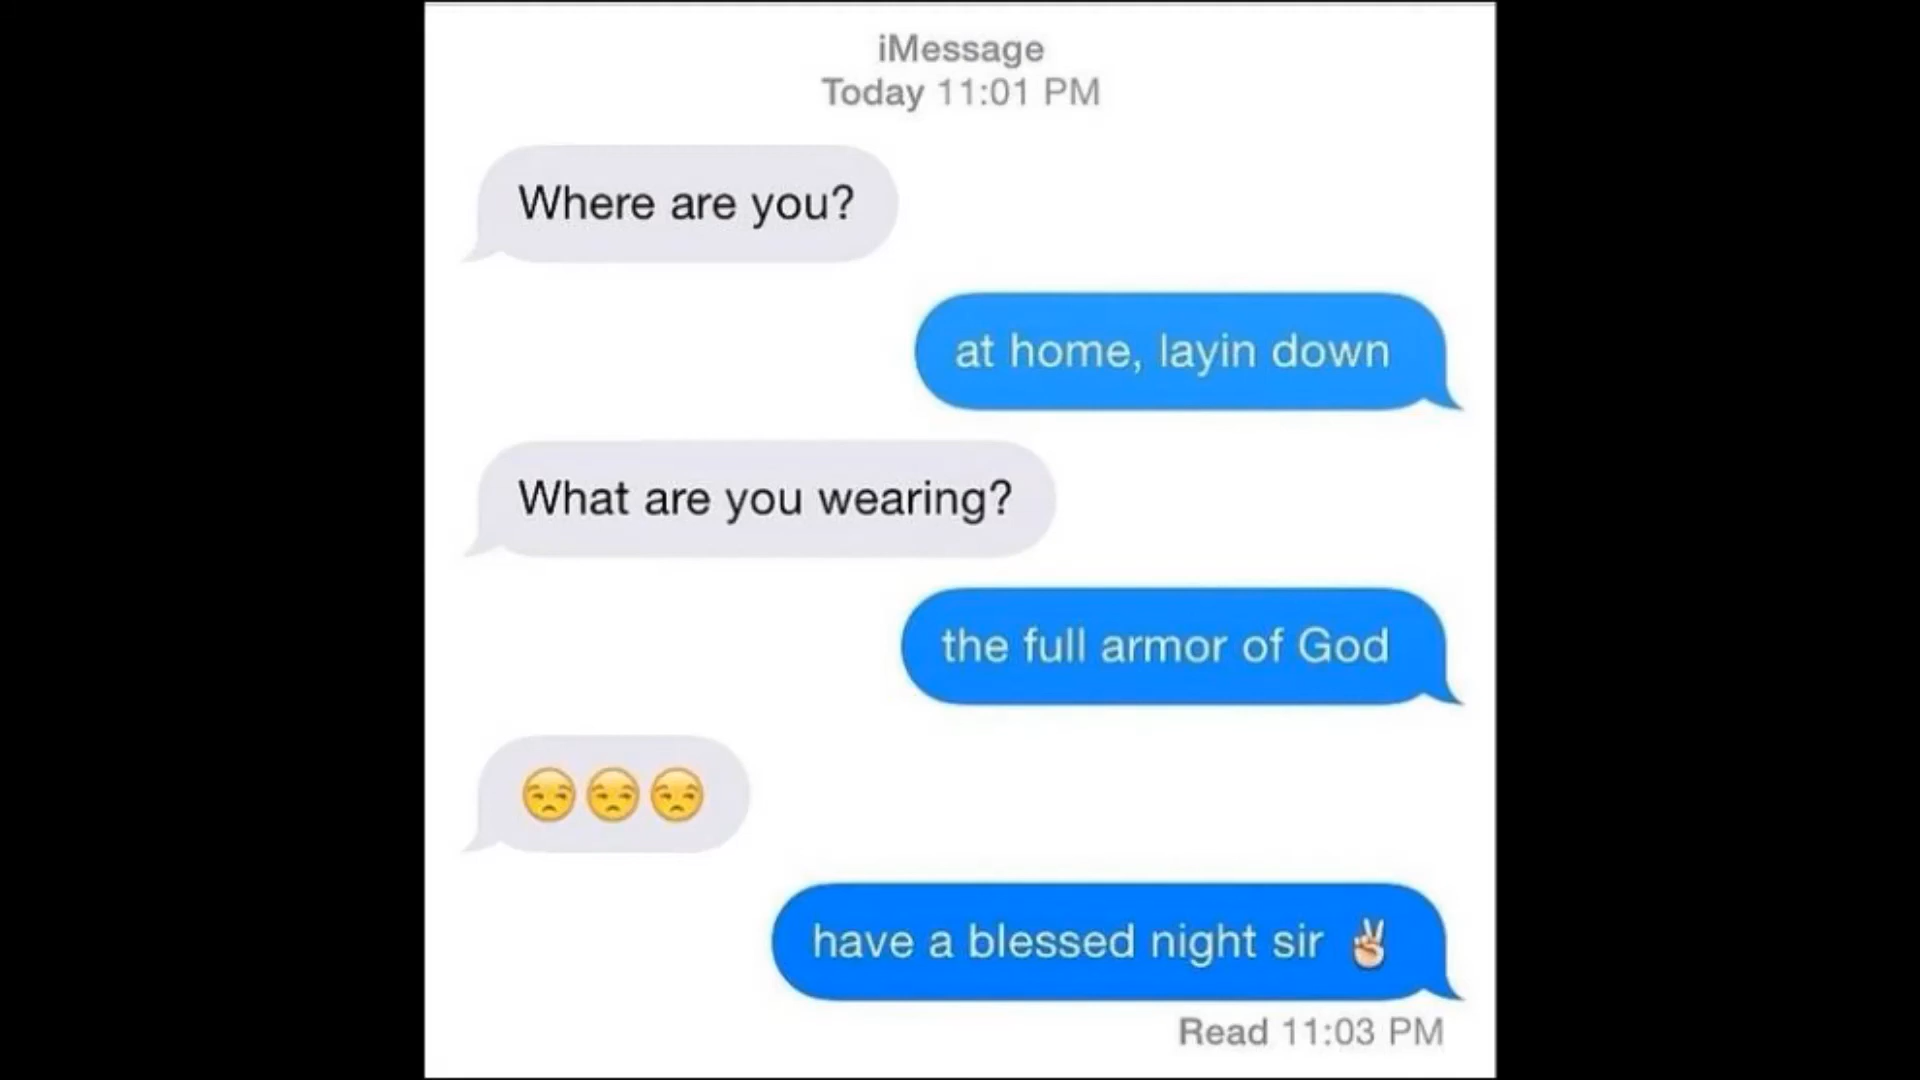 iMessage
Today 11:01 PM
Where are you?
at home, layin down
What are you wearing?
the full armor of God
😒😒😒
have a blessed night sir ✌🏻
Read 11:03 PM